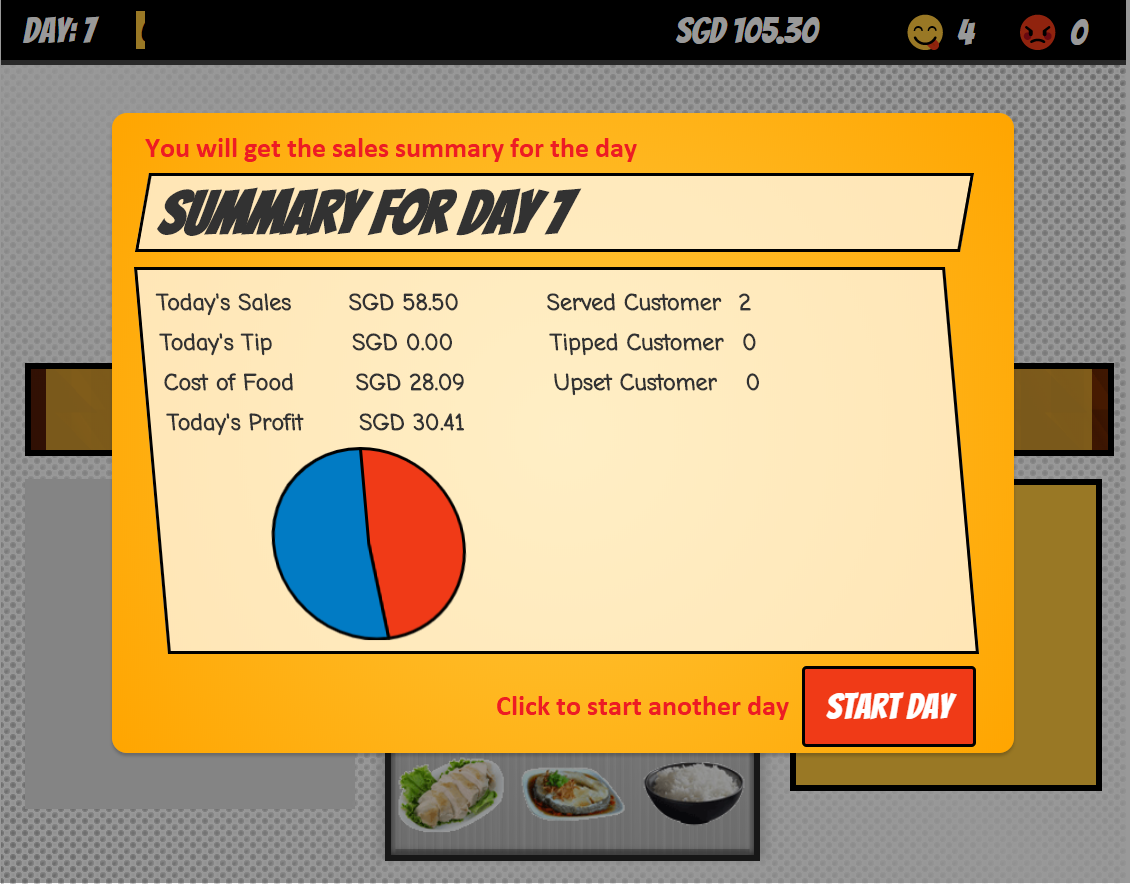 DAY: 7 SGD 105.30 4 0
You will get the sales summary for the day
SUMMARY FOR DAY 7
Today's Sales SGD 58.50 Served Customer 2
Today's Tip SGD 0.00 Tipped Customer 0
Cost of Food SGD 28.09 Upset Customer 0
Today's Profit SGD 30.41
Click to start another day START DAY